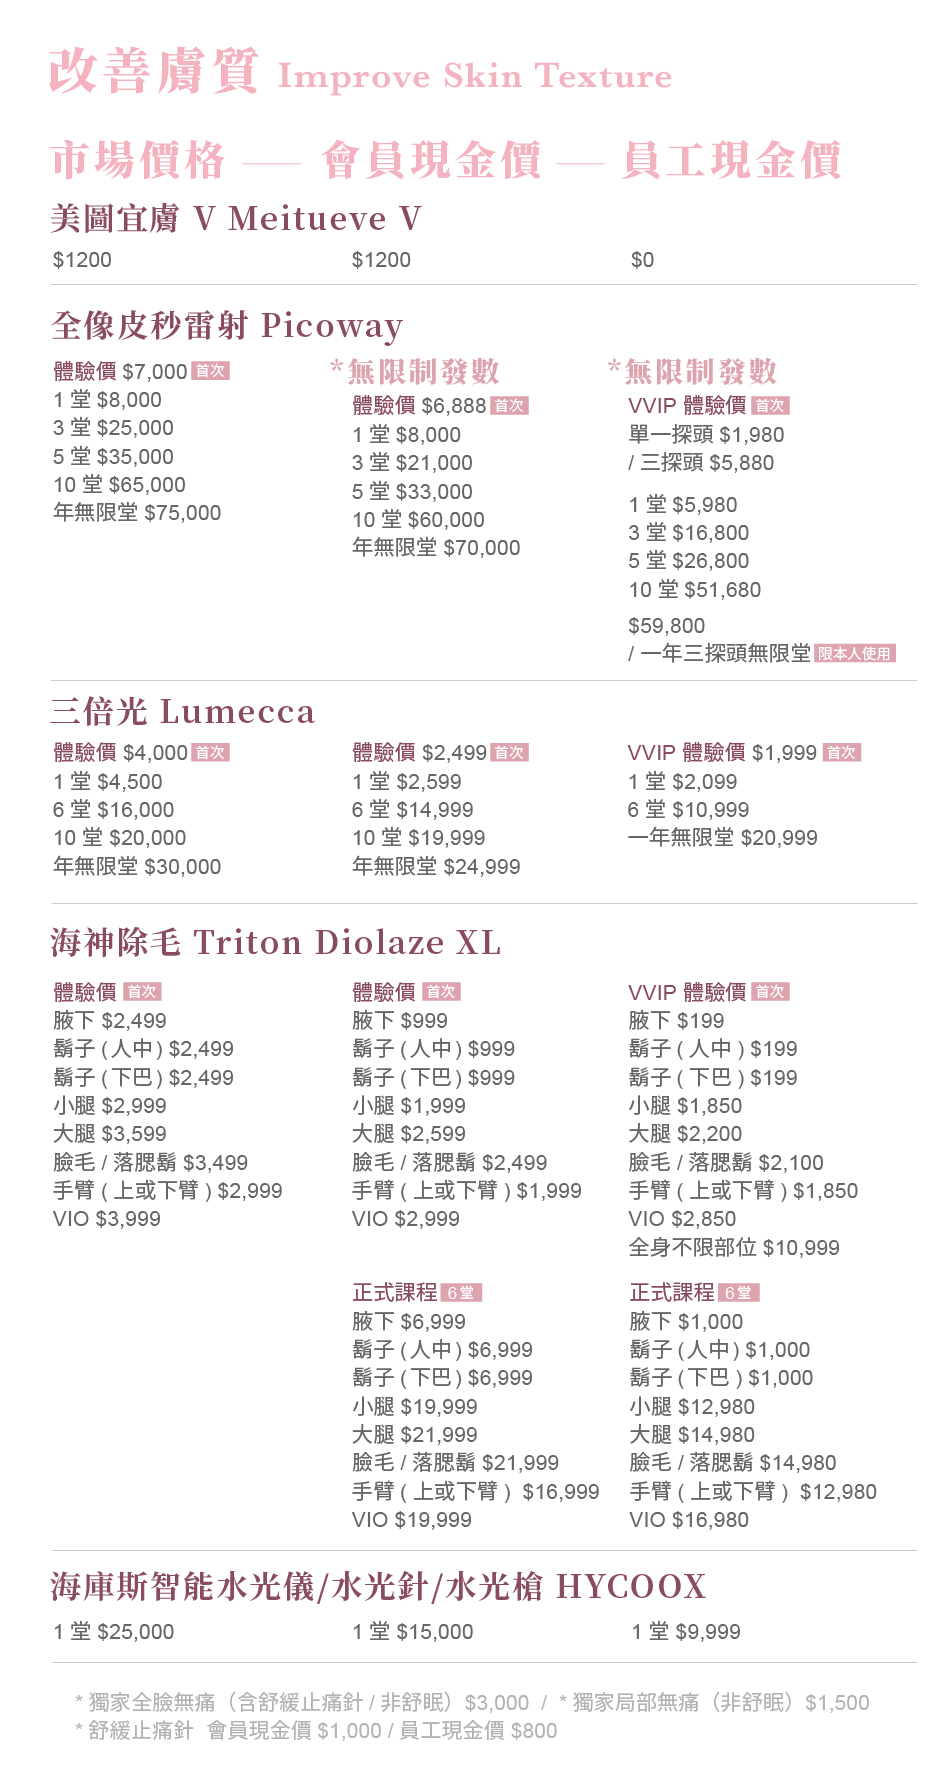 改善膚質 Improve Skin Texture
市場價格 — 會員現金價 — 員工現金價
美圖宜膚 V Meitueve V
$1200 $1200 $0
全像皮秒雷射 Picoway
體驗價 $7,000 首次
1 堂 $8,000
3 堂 $25,000
5 堂 $35,000
10 堂 $65,000
年無限堂 $75,000
*無限制發數
體驗價 $6,888 首次
1 堂 $8,000
3 堂 $21,000
5 堂 $33,000
10 堂 $60,000
年無限堂 $70,000
*無限制發數
VVIP 體驗價 首次
單一探頭 $1,980
/ 三探頭 $5,880
1 堂 $5,980
3 堂 $16,800
5 堂 $26,800
10 堂 $51,680
$59,800
/ 一年三探頭無限堂 限本人使用
三倍光 Lumecca
體驗價 $4,000 首次
1 堂 $4,500
6 堂 $16,000
10 堂 $20,000
年無限堂 $30,000
體驗價 $2,499 首次
1 堂 $2,599
6 堂 $14,999
10 堂 $19,999
年無限堂 $24,999
VVIP 體驗價 $1,999 首次
1 堂 $2,099
6 堂 $10,999
一年無限堂 $20,999
海神除毛 Triton Diolaze XL
體驗價 首次
腋下 $2,499
鬍子 (人中) $2,499
鬍子 (下巴) $2,499
小腿 $2,999
大腿 $3,599
臉毛 / 落腮鬍 $3,499
手臂 ( 上或下臂 ) $2,999
VIO $3,999
體驗價 首次
腋下 $999
鬍子 (人中) $999
鬍子 (下巴) $999
小腿 $1,999
大腿 $2,599
臉毛 / 落腮鬍 $2,499
手臂 ( 上或下臂 ) $1,999
VIO $2,999
正式課程 6 堂
腋下 $6,999
鬍子 (人中) $6,999
鬍子 (下巴) $6,999
小腿 $19,999
大腿 $21,999
臉毛 / 落腮鬍 $21,999
手臂 ( 上或下臂 ) $16,999
VIO $19,999
VVIP 體驗價 首次
腋下 $199
鬍子 ( 人中 ) $199
鬍子 ( 下巴 ) $199
小腿 $1,850
大腿 $2,200
臉毛 / 落腮鬍 $2,100
手臂 ( 上或下臂 ) $1,850
VIO $2,850
全身不限部位 $10,999
正式課程 6 堂
腋下 $1,000
鬍子 (人中) $1,000
鬍子 (下巴 ) $1,000
小腿 $12,980
大腿 $14,980
臉毛 / 落腮鬍 $14,980
手臂 ( 上或下臂 ) $12,980
VIO $16,980
海庫斯智能水光儀/水光針/水光槍 HYCOOX
1 堂 $25,000 1 堂 $15,000 1 堂 $9,999
* 獨家全臉無痛（含舒緩止痛針 / 非舒眠）$3,000 / * 獨家局部無痛（非舒眠）$1,500
* 舒緩止痛針 會員現金價 $1,000 / 員工現金價 $800